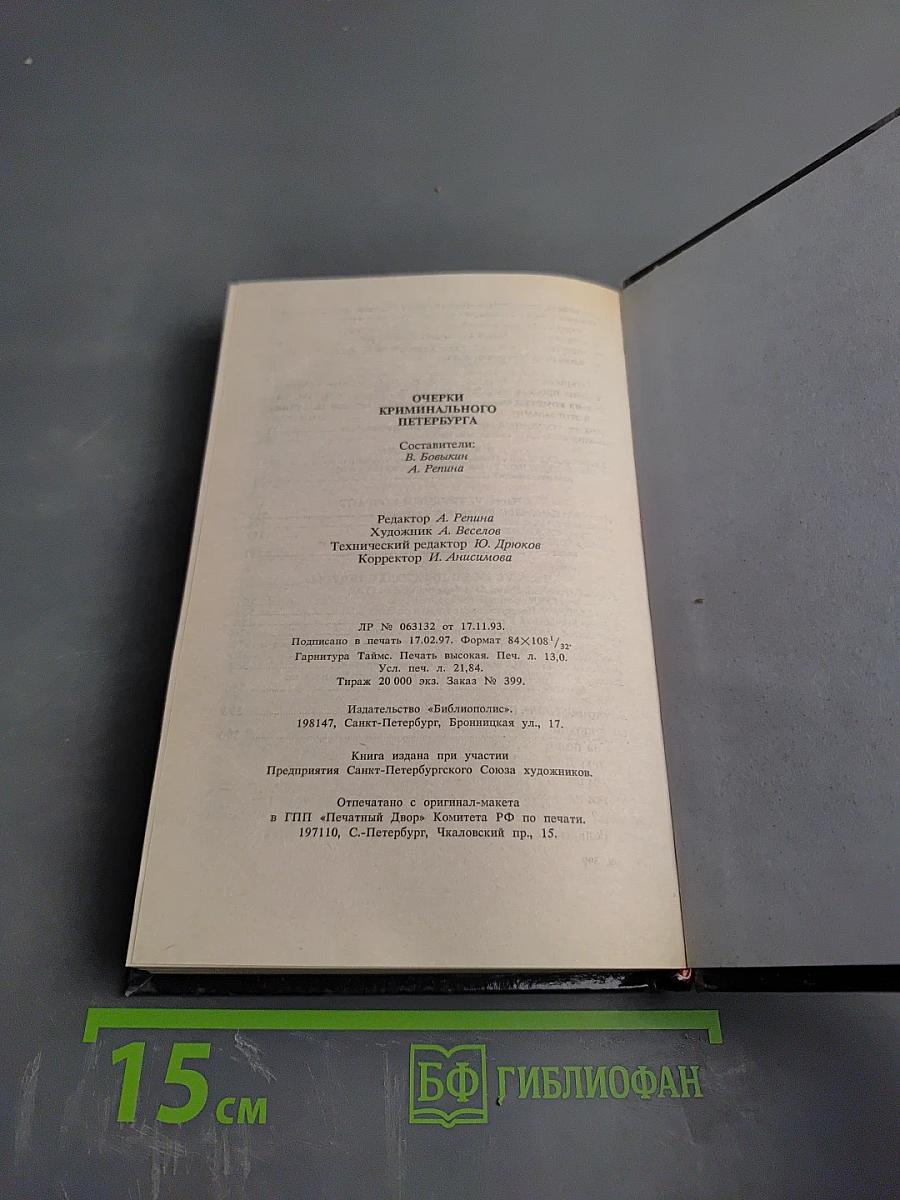 ОЧЕРКИ
КРИМИНАЛЬНОГО
ПЕТЕРБУРГА
Составители:
В. Бовыкин
А. Репина
Редактор А. Репина
Художник А. Веселов
Технический редактор Ю. Дрюков
Корректор И. Анисимова
ЛР № 063132 от 17.11.93.
Подписано в печать 17.02.97. Формат 84×108 1/32.
Гарнитура Таймс. Печать высокая. Печ. л. 13,0.
Усл. печ. л. 21,84.
Тираж 20 000 экз. Заказ № 399.
Издательство «Библиополис».
198147, Санкт-Петербург, Бронницкая ул., 17.
Книга издана при участии
Предприятия Санкт-Петербургского Союза художников.
Отпечатано с оригинал-макета
в ГПП «Печатный Двор» Комитета РФ по печати.
197110, С.-Петербург, Чкаловский пр., 15.
15 см
БФ ГИБЛИОФАН